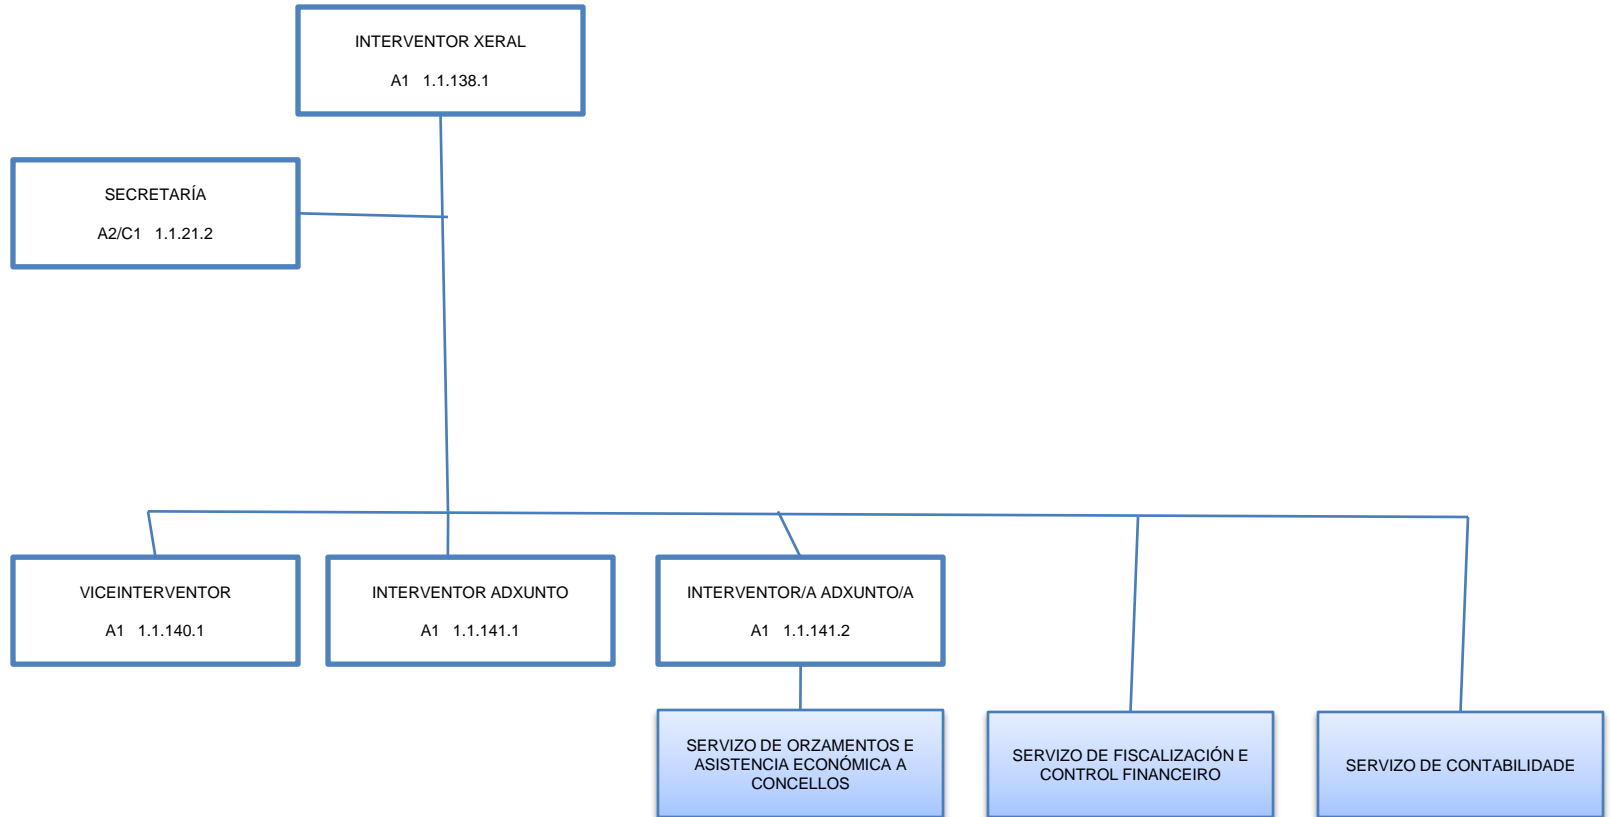 INTERVENTOR XERAL
A1 1.1.138.1
SECRETARÍA
A2/C1 1.1.21.2
VICEINTERVENTOR
A1 1.1.140.1
INTERVENTOR ADXUNTO
A1 1.1.141.1
INTERVENTOR/A ADXUNTO/A
A1 1.1.141.2
SERVIZO DE ORZAMENTOS E
ASISTENCIA ECONÓMICA A
CONCELLOS
SERVIZO DE FISCALIZACIÓN E
CONTROL FINANCEIRO
SERVIZO DE CONTABILIDADE